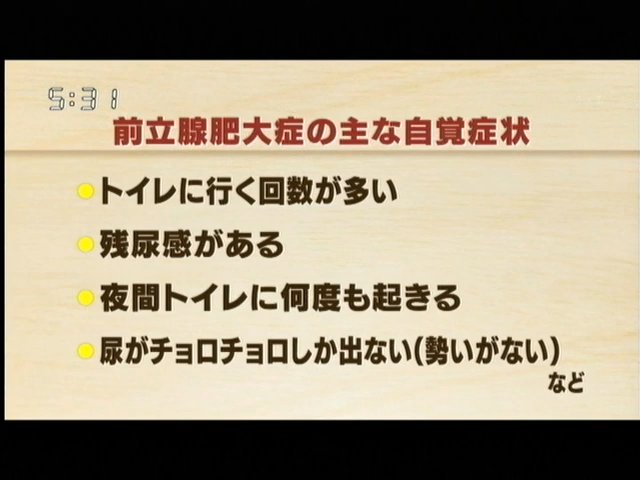 5:31
前立腺肥大症の主な自覚症状
トイレに行く回数が多い
残尿感がある
夜間トイレに何度も起きる
尿がチョロチョロしか出ない(勢いがない)
など